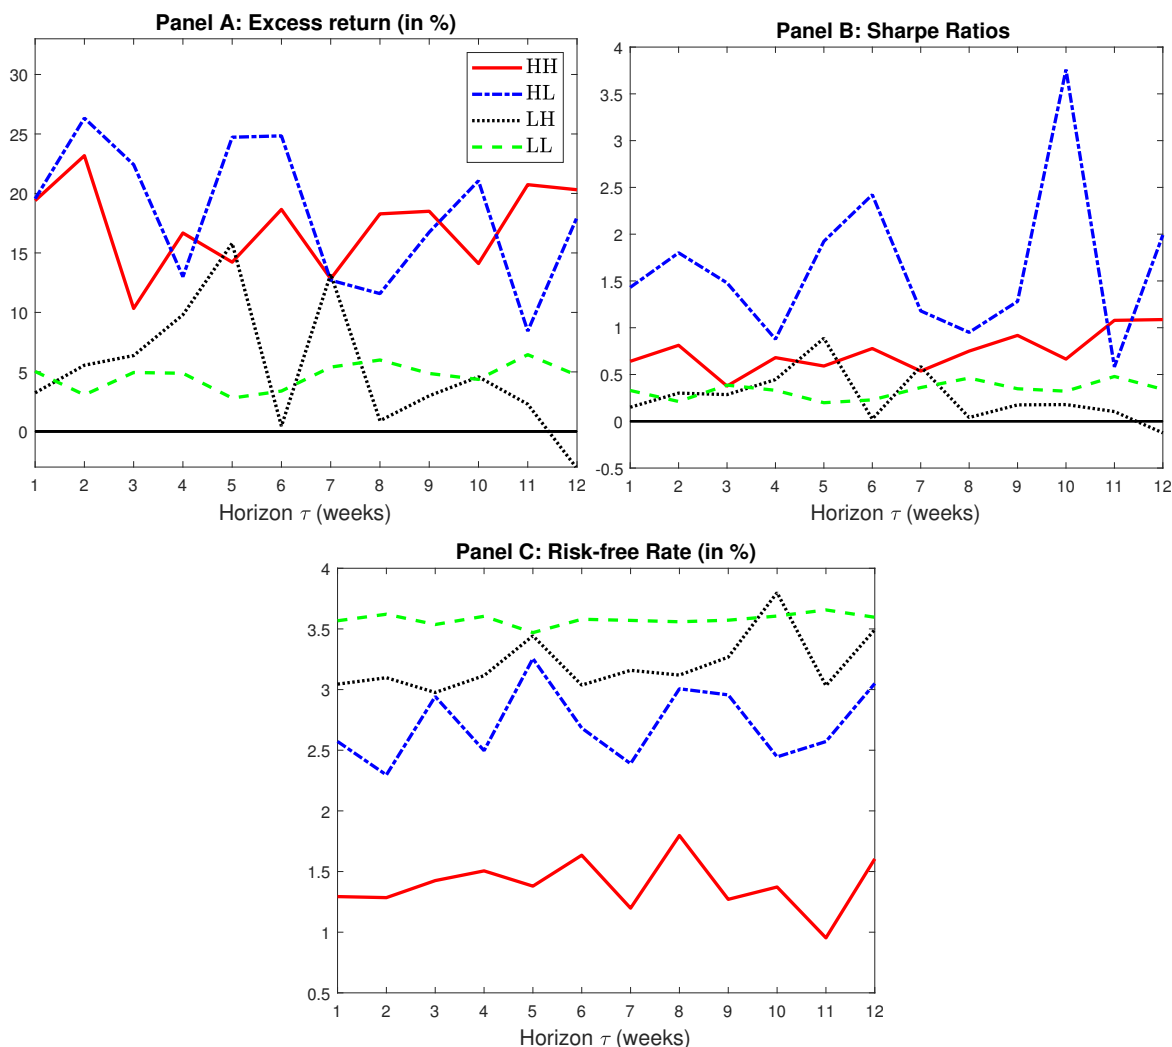 Panel A: Excess return (in %)
30
25
20
15
10
5
0
HH
HL
LH
LL
1 2 3 4 5 6 7 8 9 10 11 12
Horizon τ (weeks)
Panel B: Sharpe Ratios
4
3.5
3
2.5
2
1.5
1
0.5
0
-0.5
1 2 3 4 5 6 7 8 9 10 11 12
Horizon τ (weeks)
Panel C: Risk-free Rate (in %)
4
3.5
3
2.5
2
1.5
1
0.5
1 2 3 4 5 6 7 8 9 10 11 12
Horizon τ (weeks)